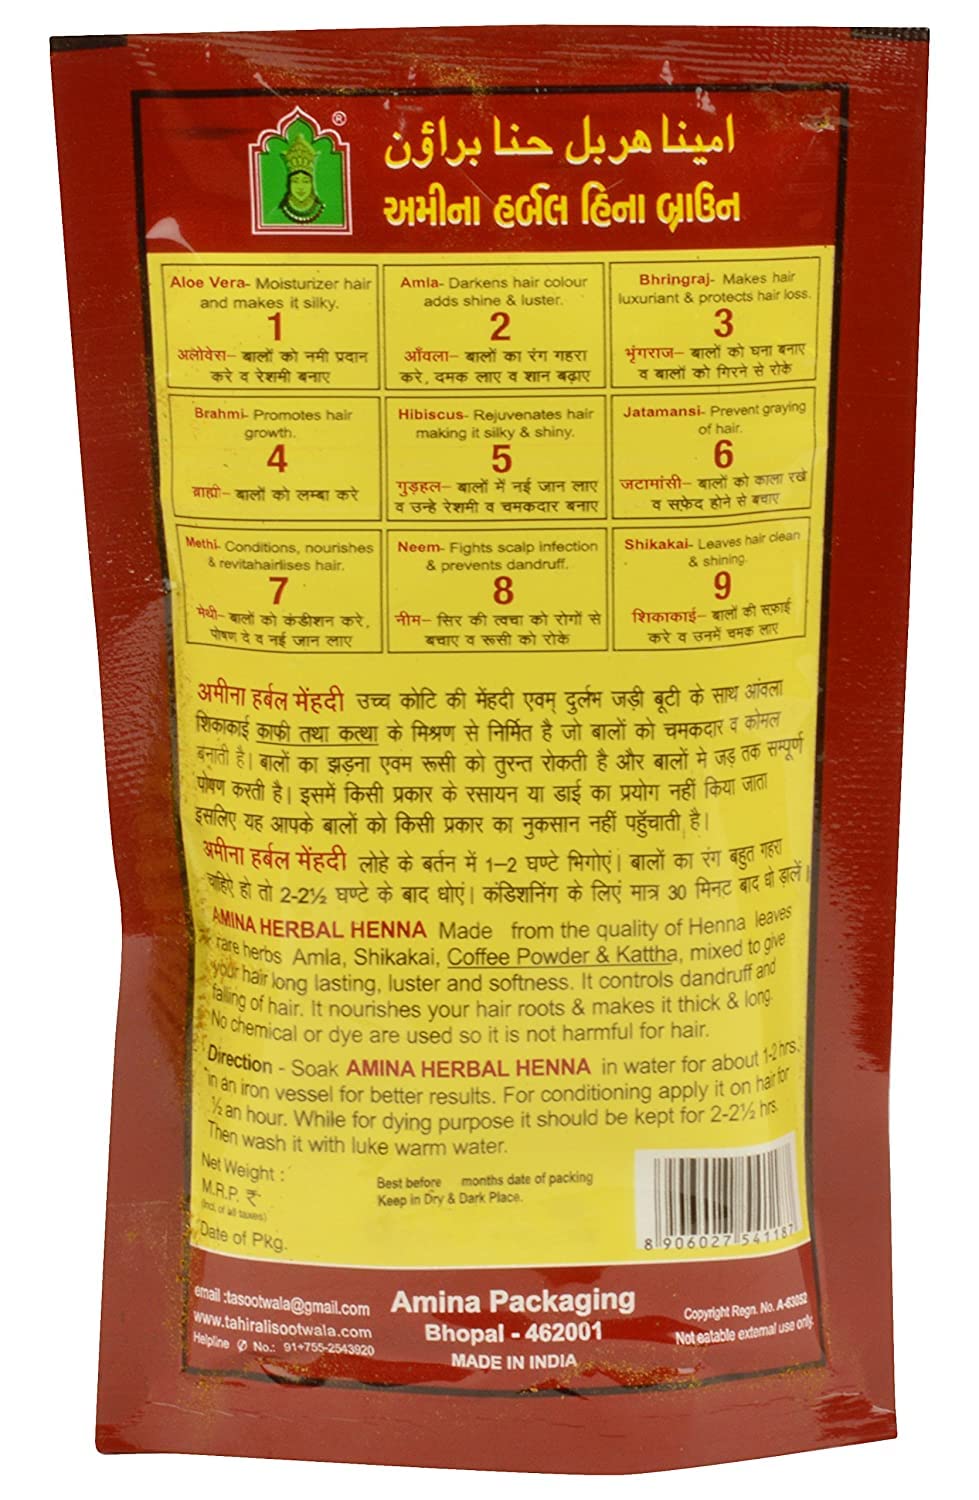 ®
امینا ھربل حنا براؤن
અમીના હર્બલ હિના બ્રાઉન
Aloe Vera- Moisturizer hair
and makes it silky.
1
अलोवेरा– बालों को नमी प्रदान
करे व रेशमी बनाए
Amla- Darkens hair colour
adds shine & luster.
2
आँवला– बालों का रंग गहरा
करे, दमक लाए व शान बढ़ाए
Bhringraj- Makes hair
luxuriant & protects hair loss.
3
भृंगराज– बालों को घना बनाए
व बालों को गिरने से रोके
Brahmi- Promotes hair
growth.
4
ब्राह्मी– बालों को लम्बा करे
Hibiscus- Rejuvenates hair
making it silky & shiny.
5
गुड़हल– बालों में नई जान लाए
व उन्हे रेशमी व चमकदार बनाए
Jatamansi- Prevent graying
of hair.
6
जटामांसी– बालों को काला रखे
व सफ़ेद होने से बचाए
Methi- Conditions, nourishes
& revitahairlises hair.
7
मेथी– बालों को कंडीशन करे,
पोषण दे व नई जान लाए
Neem- Fights scalp infection
& prevents dandruff.
8
नीम– सिर की त्वचा को रोगों से
बचाए व रूसी को रोके
Shikakai- Leaves hair clean
& shining.
9
शिकाकाई– बालों की सफ़ाई
करे व उनमें चमक लाए
अमीना हर्बल मेंहदी उच्च कोटि की मेंहदी एवम् दुर्लभ जड़ी बूटी के साथ आंवला
शिकाकाई काफी तथा कत्था के मिश्रण से निर्मित है जो बालों को चमकदार व कोमल
बनाती है। बालों का झड़ना एवम रूसी को तुरन्त रोकती है और बालों मे जड़ तक सम्पूर्ण
पोषण करती है। इसमें किसी प्रकार के रसायन या डाई का प्रयोग नहीं किया जाता
इसलिए यह आपके बालों को किसी प्रकार का नुकसान नहीं पहुँचाती है।
अमीना हर्बल मेंहदी लोहे के बर्तन में 1–2 घण्टे भिगोएं। बालों का रंग बहुत गहरा
चाहिए हो तो 2-2½ घण्टे के बाद धोएं। कंडिशनिंग के लिए मात्र 30 मिनट बाद धो डालें।
AMINA HERBAL HENNA Made from the quality of Henna leaves
rare herbs Amla, Shikakai, Coffee Powder & Kattha, mixed to give
your hair long lasting, luster and softness. It controls dandruff and
falling of hair. It nourishes your hair roots & makes it thick & long.
No chemical or dye are used so it is not harmful for hair.
Direction - Soak AMINA HERBAL HENNA in water for about 1-2 hrs.
in an iron vessel for better results. For conditioning apply it on hair for
½ an hour. While for dying purpose it should be kept for 2-2½ hrs.
Then wash it with luke warm water.
Net Weight :
M.R.P. ₹
(Incl. of all taxes)
Date of Pkg.
Best before months date of packing
Keep in Dry & Dark Place.
8 906027 541187
email :tasootwala@gmail.com
www.tahiralisootwala.com
Helpline ✆ No.: 91+755-2543920
Amina Packaging
Bhopal - 462001
MADE IN INDIA
Copyright Regn. No. A-63052
Not eatable external use only.